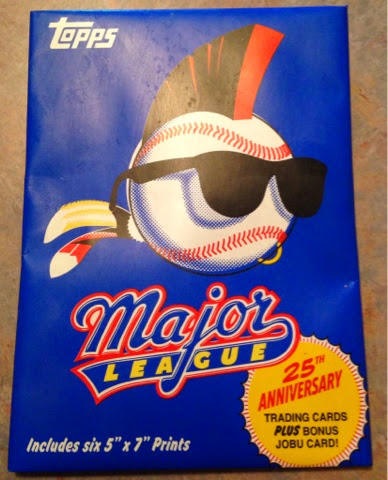 Topps
Major
LEAGUE
25TH
ANNIVERSARY
TRADING CARDS
PLUS BONUS
JOBU CARD!
Includes six 5" x 7" Prints